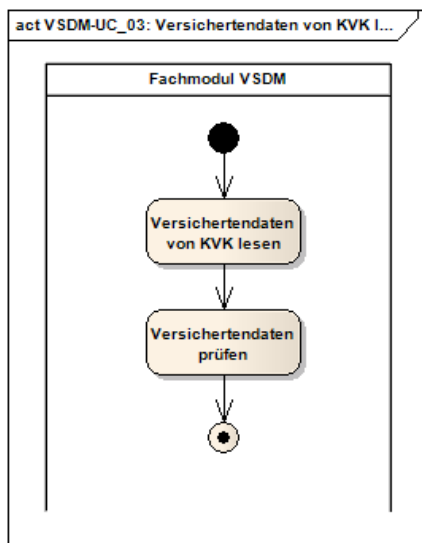 act VSDM-UC_03: Versichertendaten von KVK l...
Fachmodul VSDM
Versichertendaten
von KVK lesen
Versichertendaten
prüfen